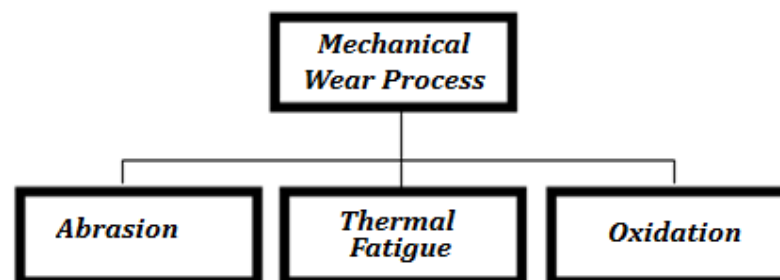 Mechanical
Wear Process
Abrasion
Thermal
Fatigue
Oxidation